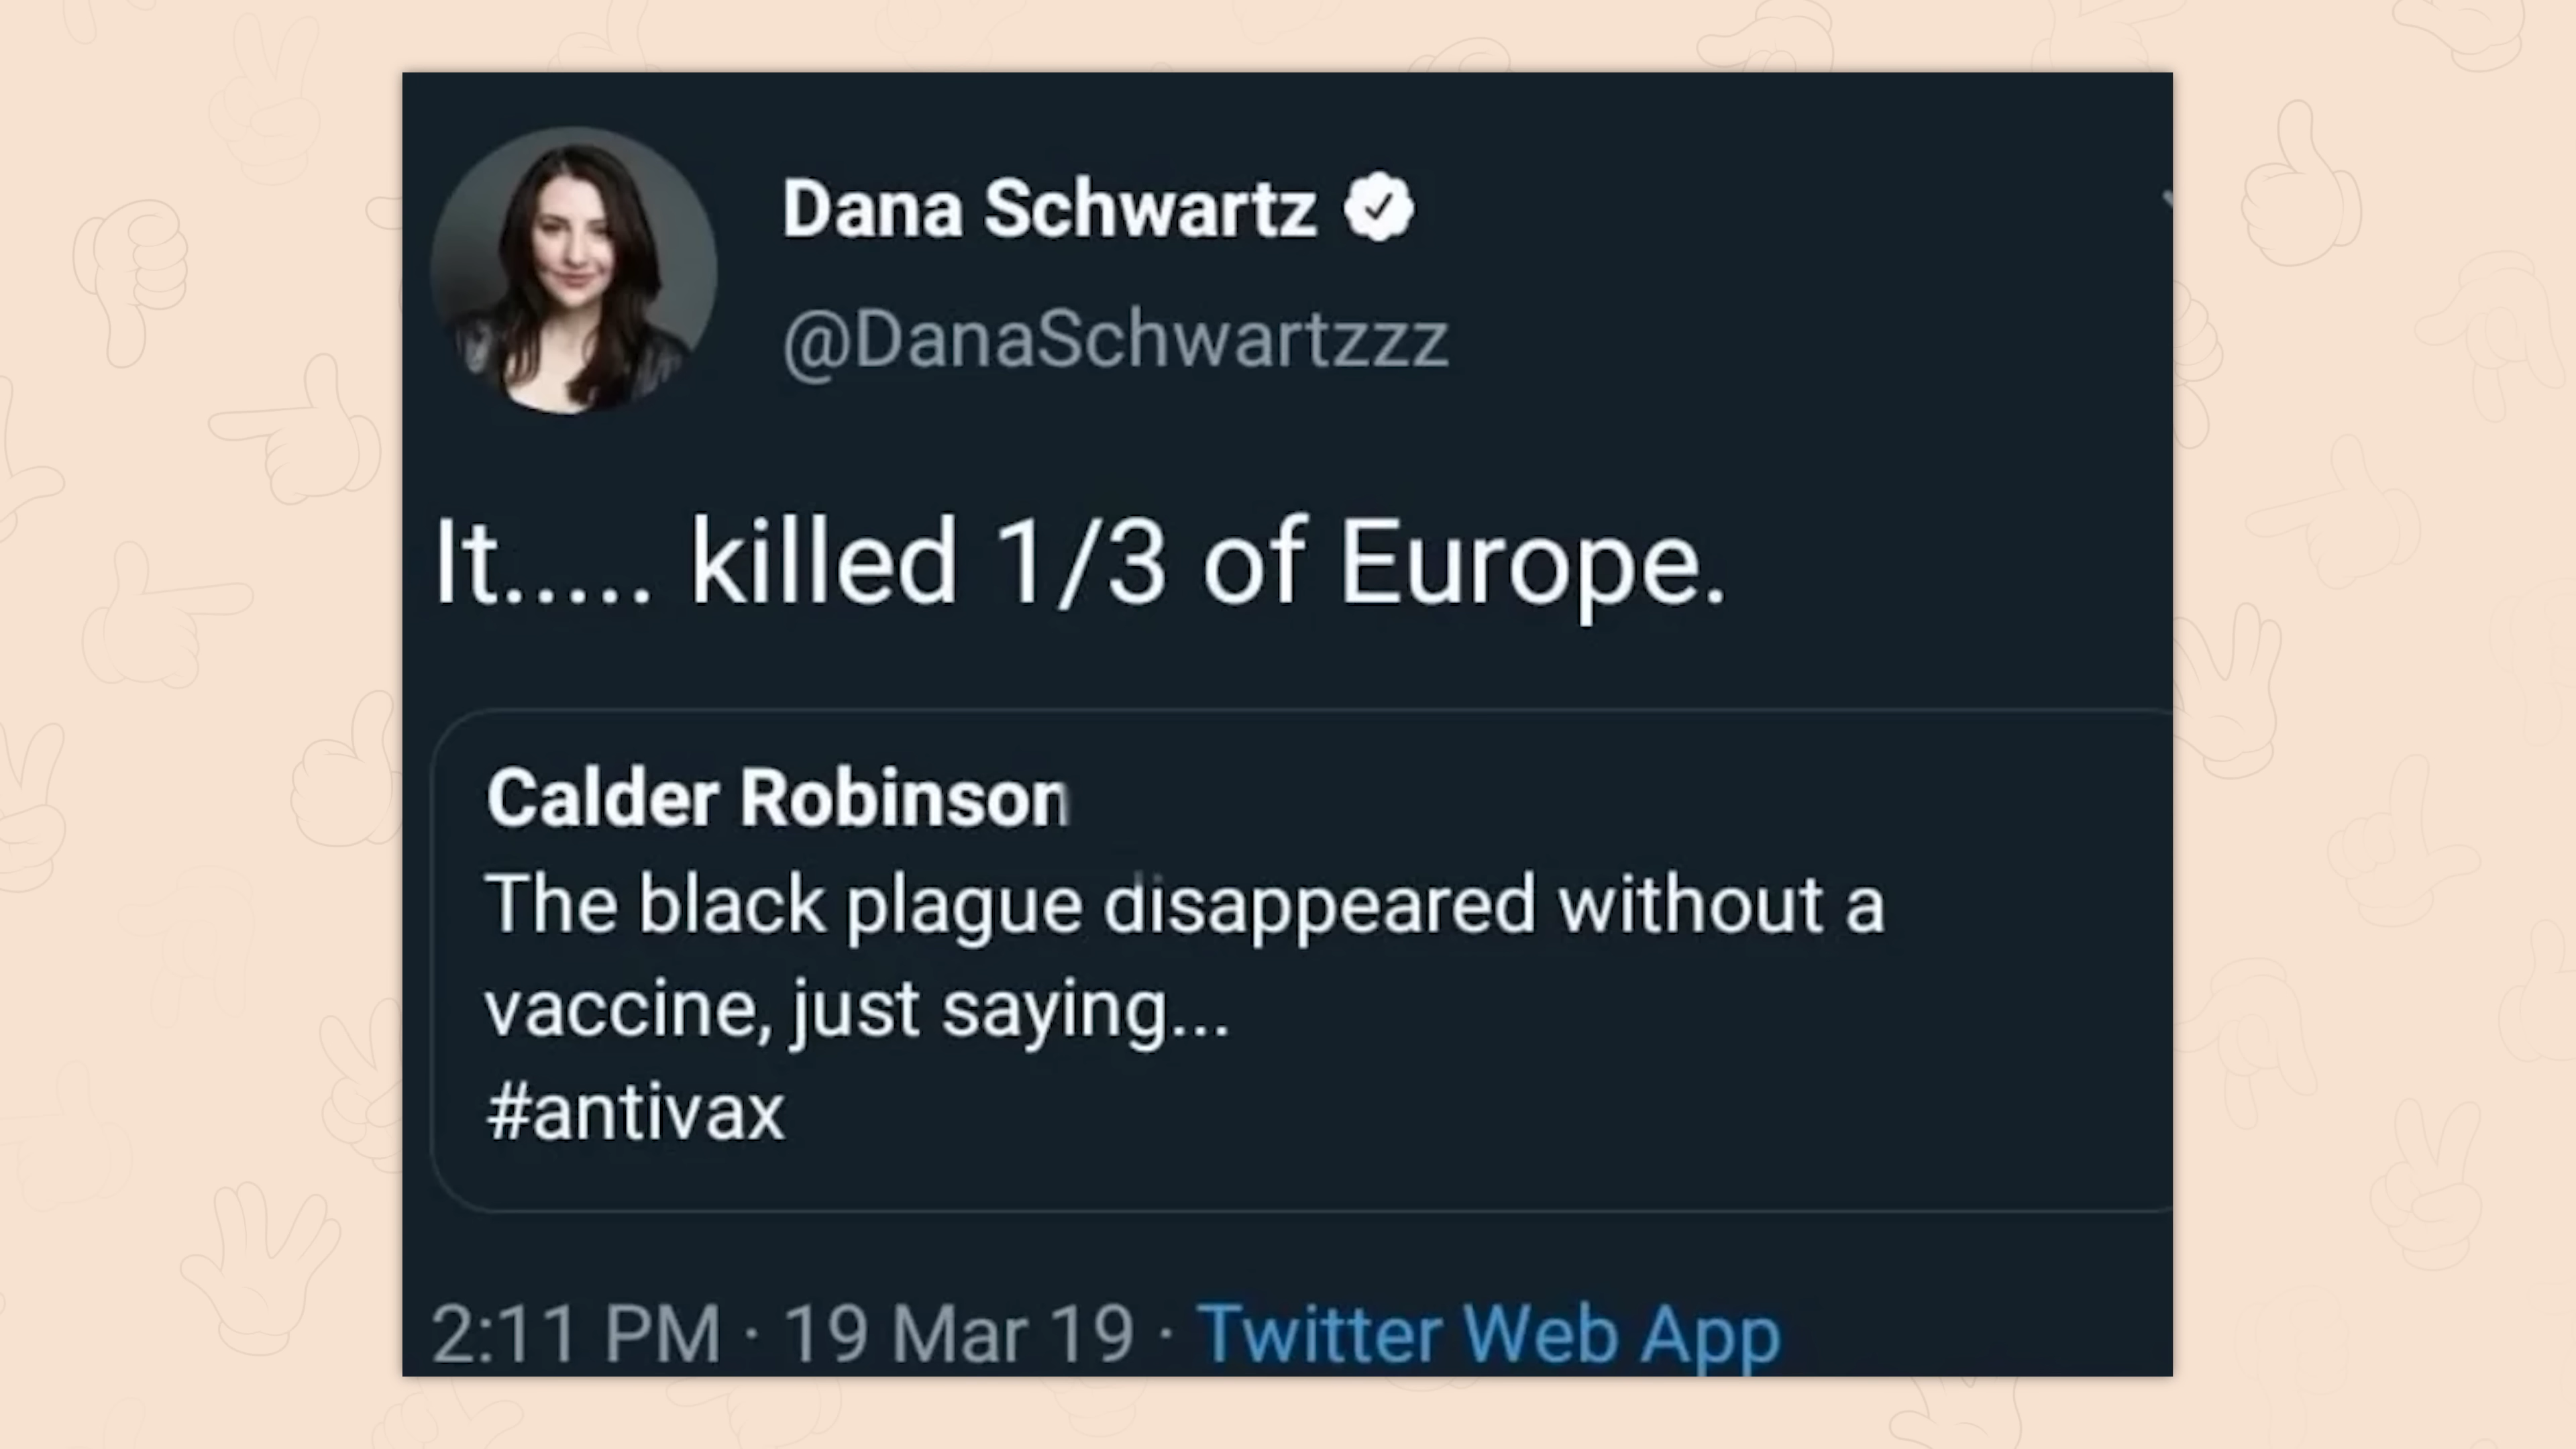 Dana Schwartz
@DanaSchwartzzz
It..... killed 1/3 of Europe.
Calder Robinson
The black plague disappeared without a
vaccine, just saying...
#antivax
2:11 PM · 19 Mar 19 · Twitter Web App